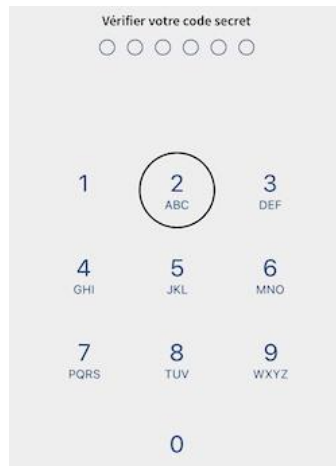 Vérifier votre code secret
1 2 3
ABC DEF
4 5 6
GHI JKL MNO
7 8 9
PQRS TUV WXYZ
0